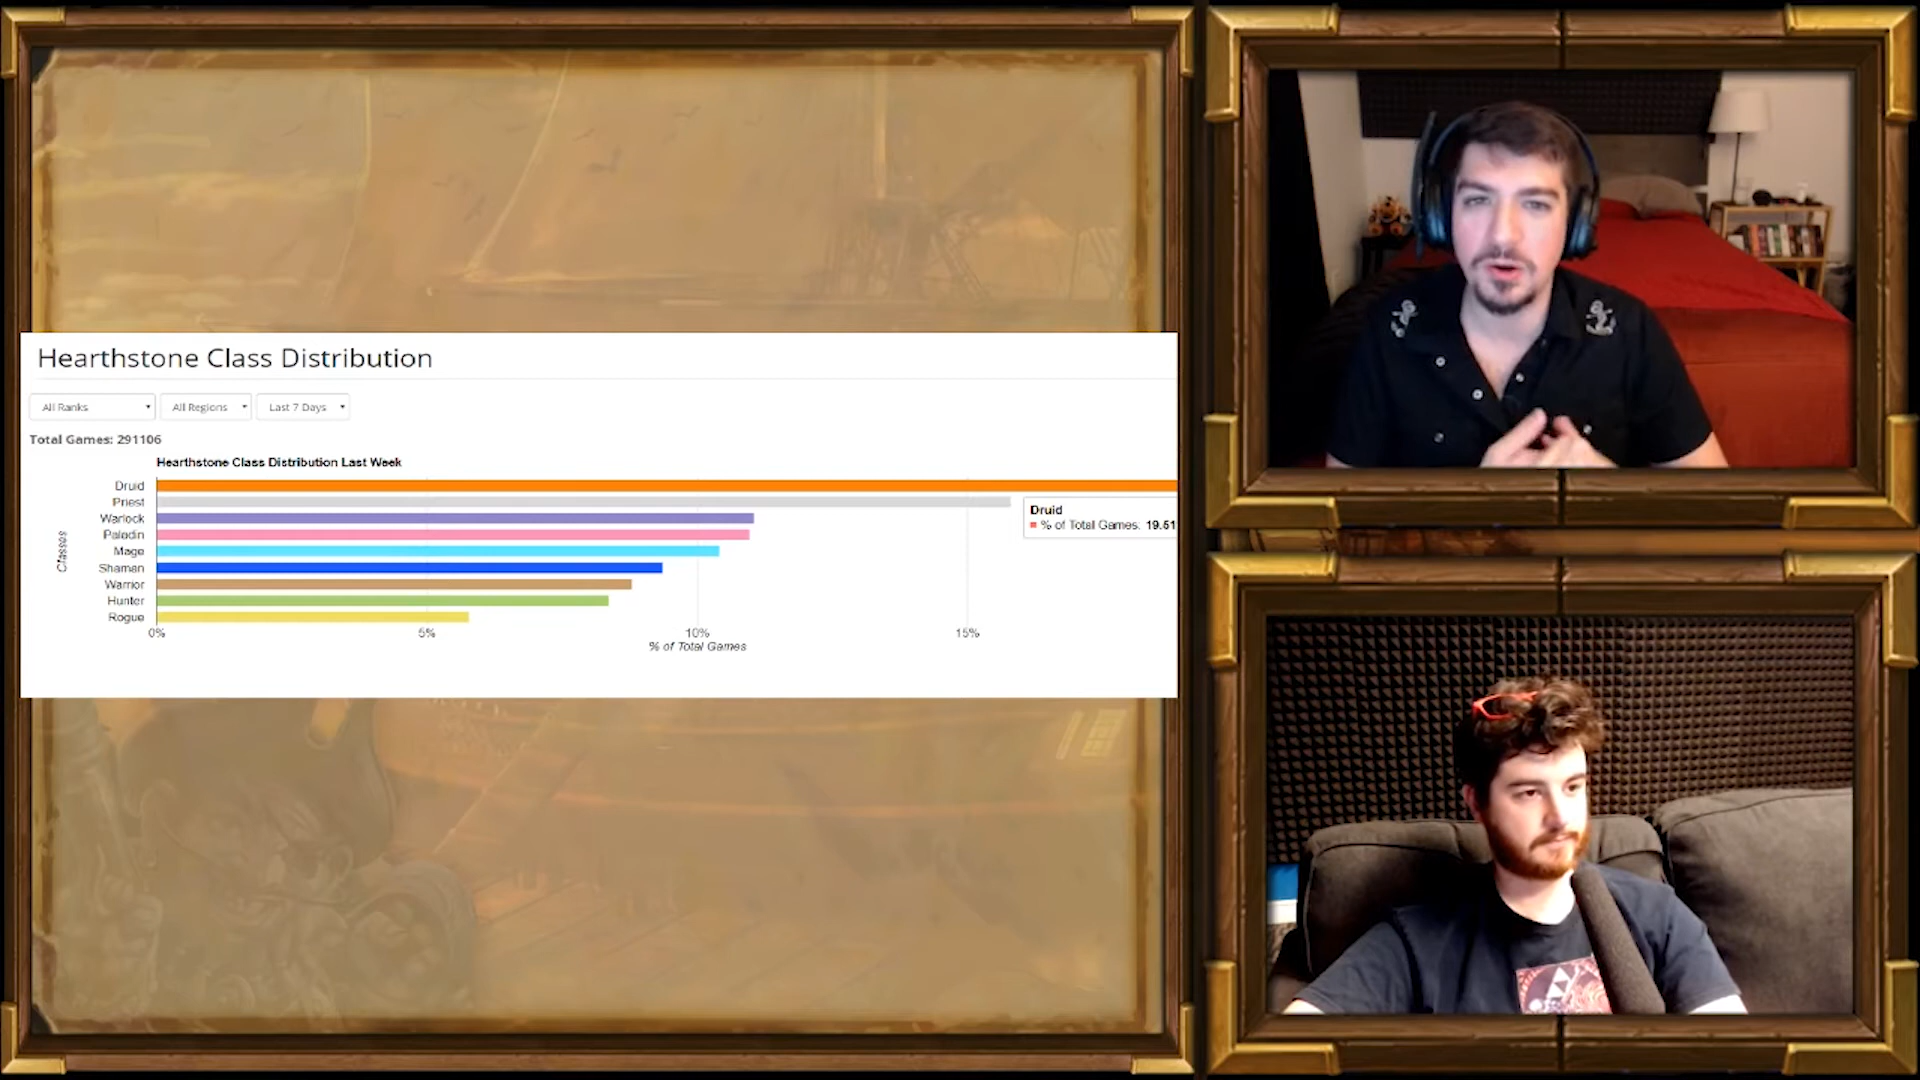 Hearthstone Class Distribution
All Ranks
All Regions
Last 7 Days
Total Games: 291106
Hearthstone Class Distribution Last Week
Classes
Druid
Priest
Warlock
Paladin
Mage
Shaman
Warrior
Hunter
Rogue
Druid
% of Total Games: 19.51
0%
5%
10%
15%
% of Total Games